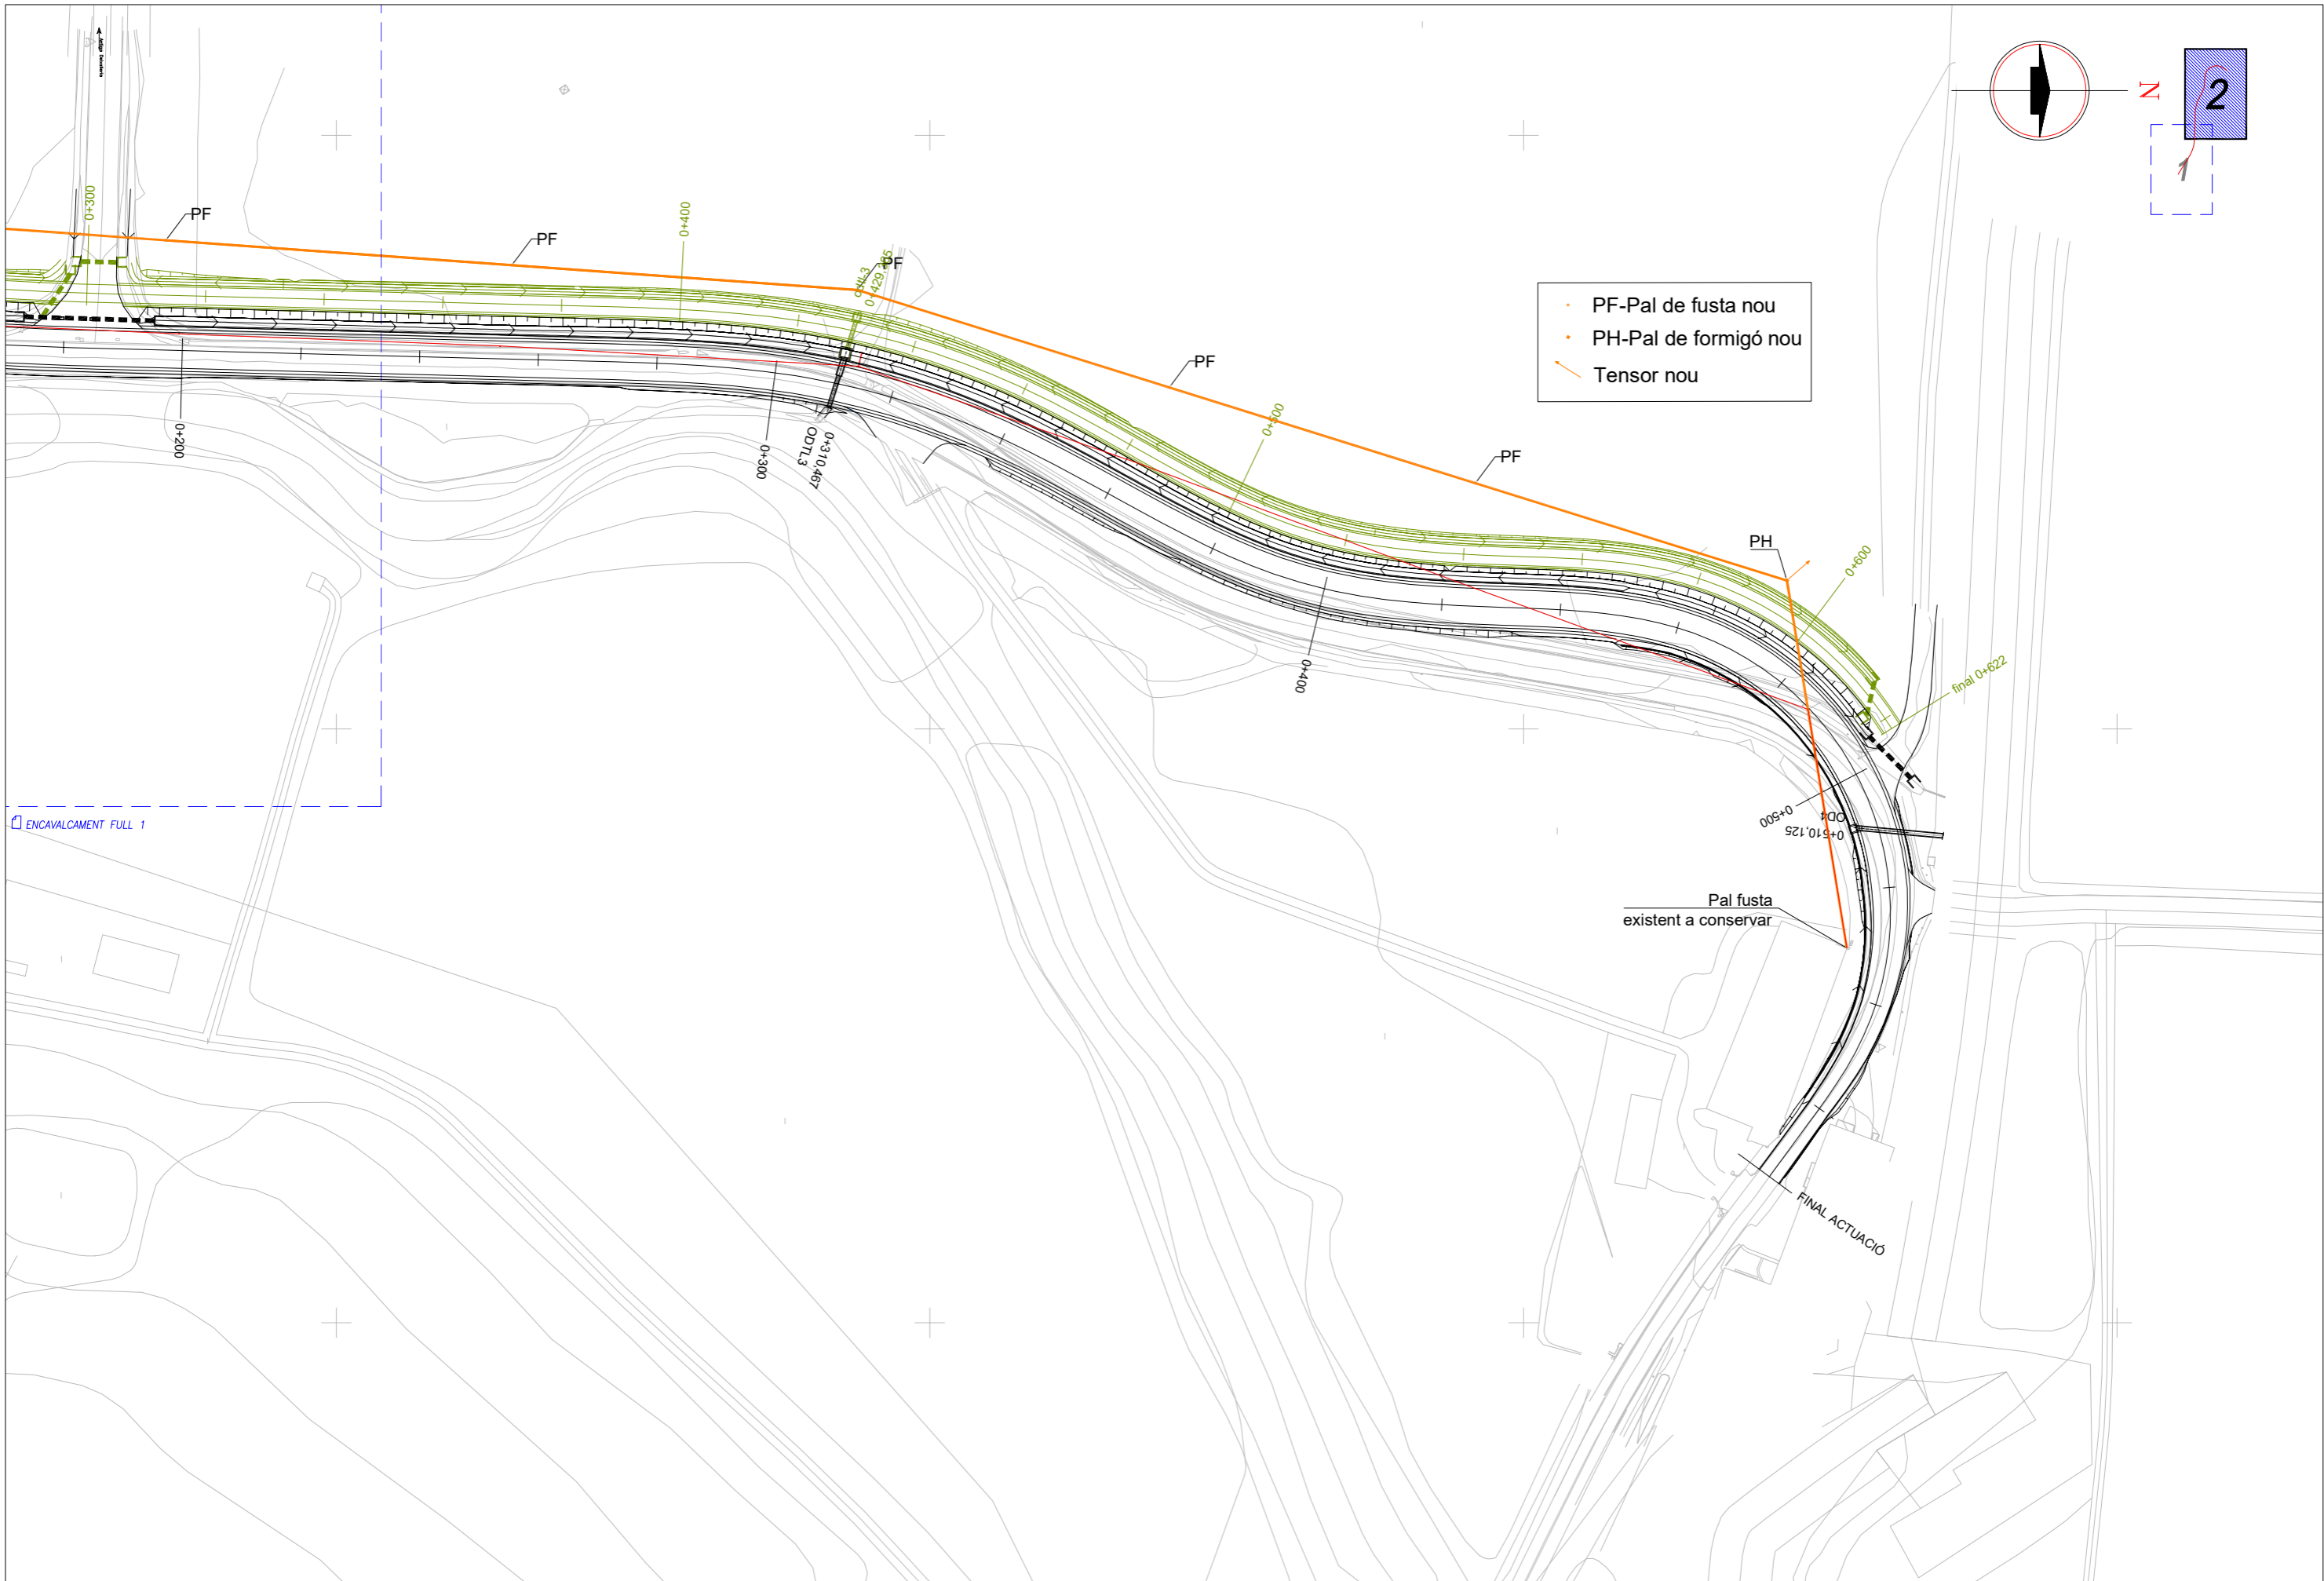 N
2
0+300
PF
PF
0+400
odtl-3
PF
PF
0+500
PF
PH
0+600
PF-Pal de fusta nou
PH-Pal de formigó nou
Tensor nou
0+200
0+300
ODTL3
0+310,467
0+400
final 0+622
0+500
OD4
0+510,125
ENCAVALCAMENT FULL 1
Pal fusta
existent a conservar
FINAL ACTUACIÓ